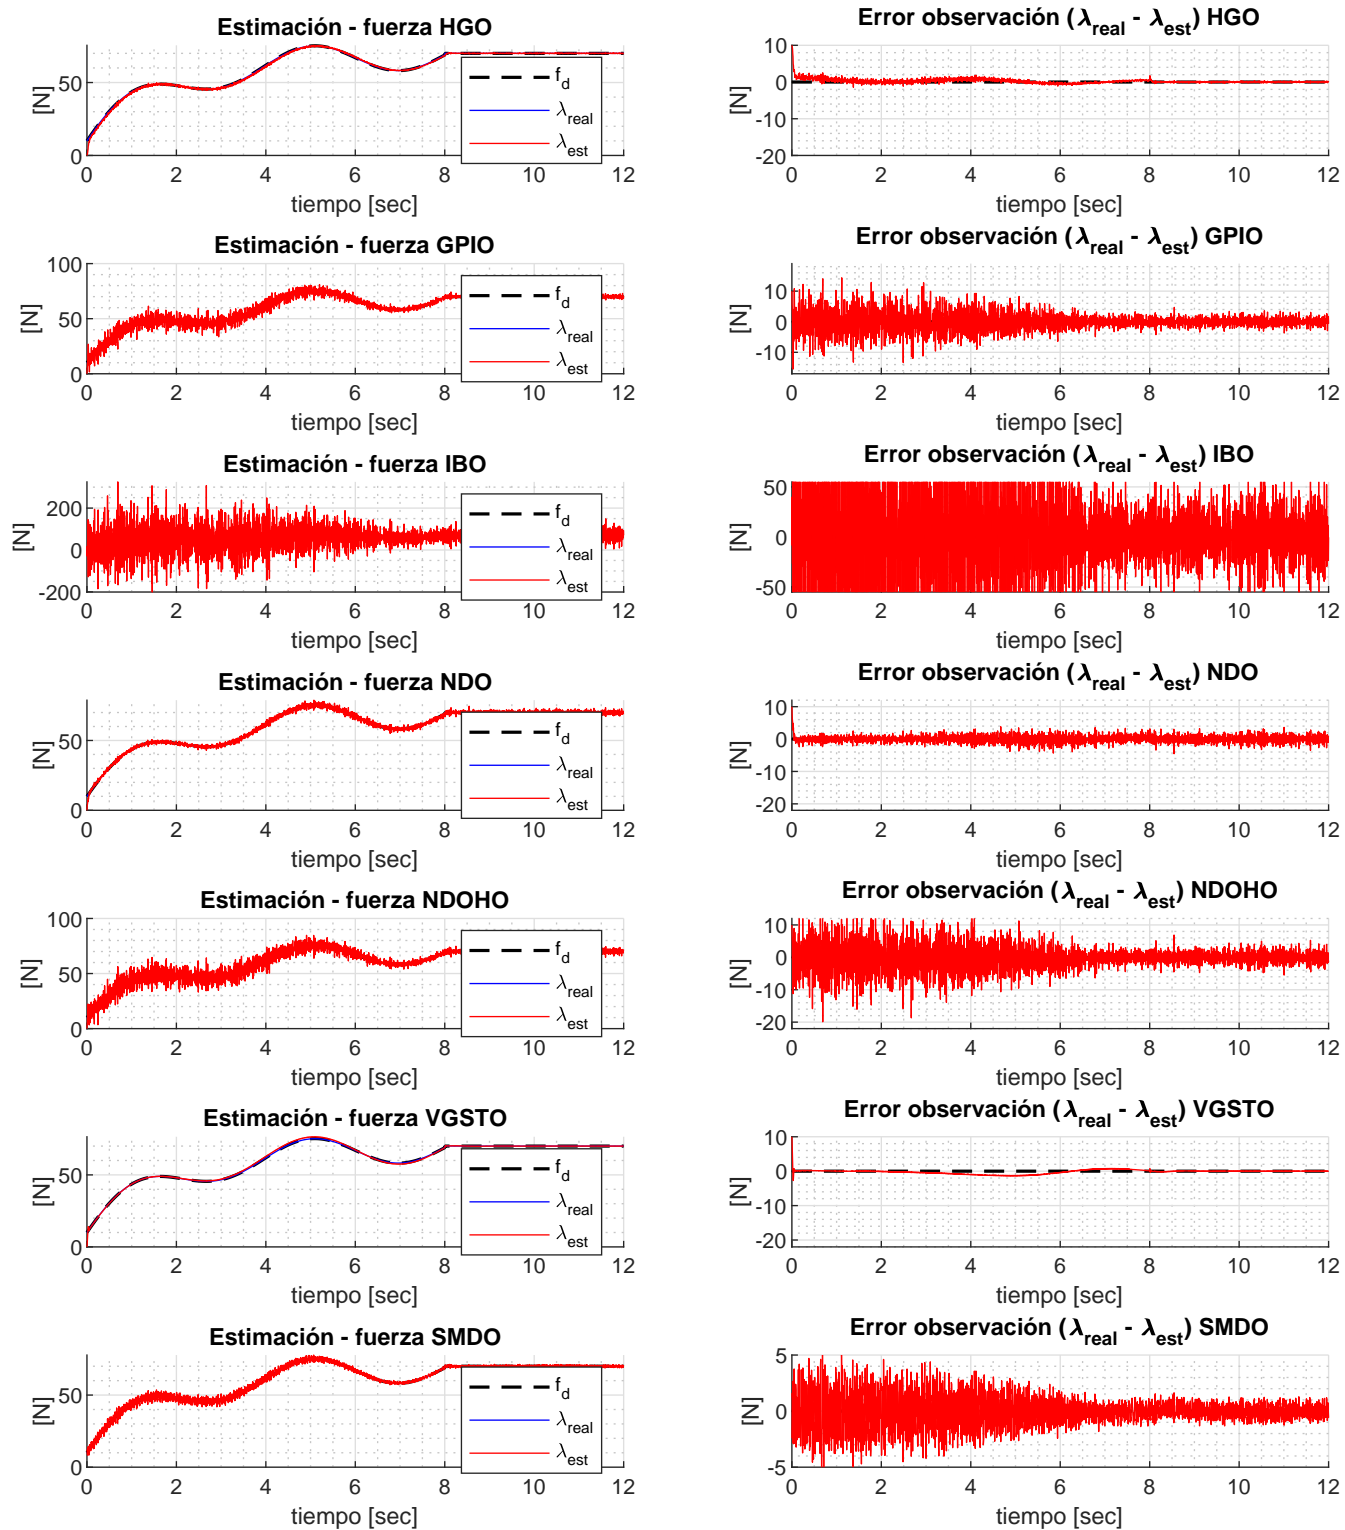 Estimación - fuerza HGO
[N]
50
0
0 2 4 6 8 10 12
tiempo [sec]
f_d
λ_real
λ_est
Error observación (λ_real - λ_est) HGO
[N]
10
0
-10
-20
0 2 4 6 8 10 12
tiempo [sec]
Estimación - fuerza GPIO
[N]
100
50
0
0 2 4 6 8 10 12
tiempo [sec]
f_d
λ_real
λ_est
Error observación (λ_real - λ_est) GPIO
[N]
10
0
-10
0 2 4 6 8 10 12
tiempo [sec]
Estimación - fuerza IBO
[N]
200
0
-200
0 2 4 6 8 10 12
tiempo [sec]
f_d
λ_real
λ_est
Error observación (λ_real - λ_est) IBO
[N]
50
0
-50
0 2 4 6 8 10 12
tiempo [sec]
Estimación - fuerza NDO
[N]
50
0
0 2 4 6 8 10 12
tiempo [sec]
f_d
λ_real
λ_est
Error observación (λ_real - λ_est) NDO
[N]
10
0
-10
-20
0 2 4 6 8 10 12
tiempo [sec]
Estimación - fuerza NDOHO
[N]
100
50
0
0 2 4 6 8 10 12
tiempo [sec]
f_d
λ_real
λ_est
Error observación (λ_real - λ_est) NDOHO
[N]
10
0
-10
-20
0 2 4 6 8 10 12
tiempo [sec]
Estimación - fuerza VGSTO
[N]
50
0
0 2 4 6 8 10 12
tiempo [sec]
f_d
λ_real
λ_est
Error observación (λ_real - λ_est) VGSTO
[N]
10
0
-10
-20
0 2 4 6 8 10 12
tiempo [sec]
Estimación - fuerza SMDO
[N]
50
0
0 2 4 6 8 10 12
tiempo [sec]
f_d
λ_real
λ_est
Error observación (λ_real - λ_est) SMDO
[N]
5
0
-5
0 2 4 6 8 10 12
tiempo [sec]